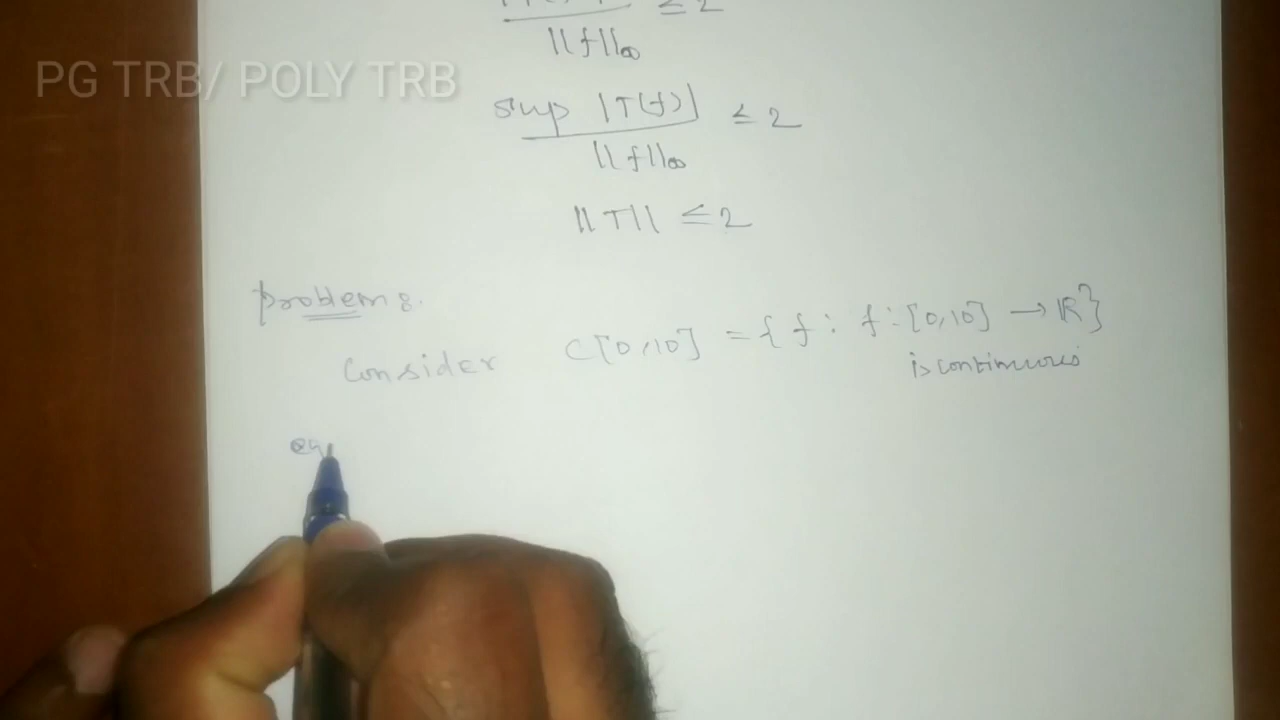 PG TRB/ POLY TRB
≤ 2
||f||∞
sup |T(f)| ≤ 2
||f||∞
||T|| ≤ 2
problem 8.
Consider C[0,10] = { f : f : [0,10] → ℝ}
is continuous